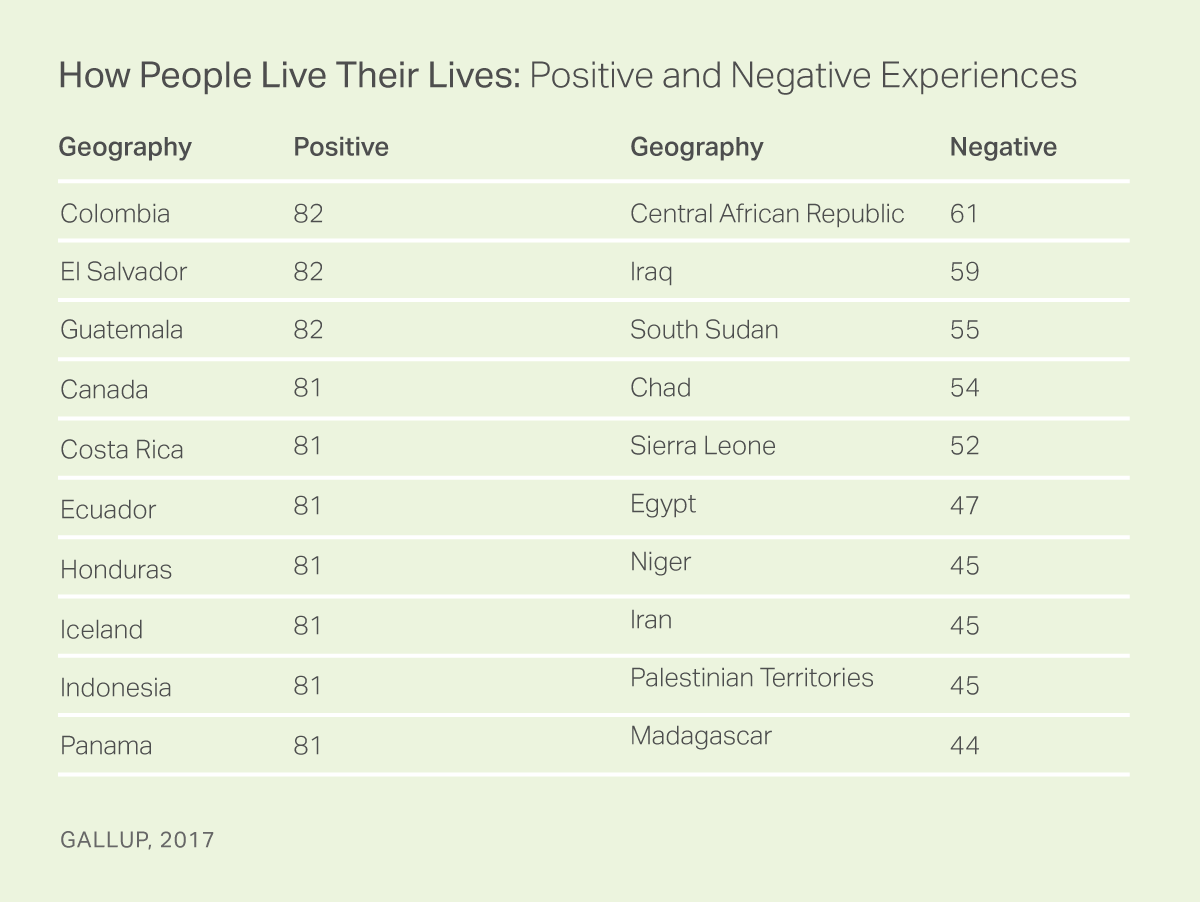 How People Live Their Lives: Positive and Negative Experiences
Geography Positive Geography Negative
Colombia 82 Central African Republic 61
El Salvador 82 Iraq 59
Guatemala 82 South Sudan 55
Canada 81 Chad 54
Costa Rica 81 Sierra Leone 52
Ecuador 81 Egypt 47
Honduras 81 Niger 45
Iceland 81 Iran 45
Indonesia 81 Palestinian Territories 45
Panama 81 Madagascar 44
GALLUP, 2017